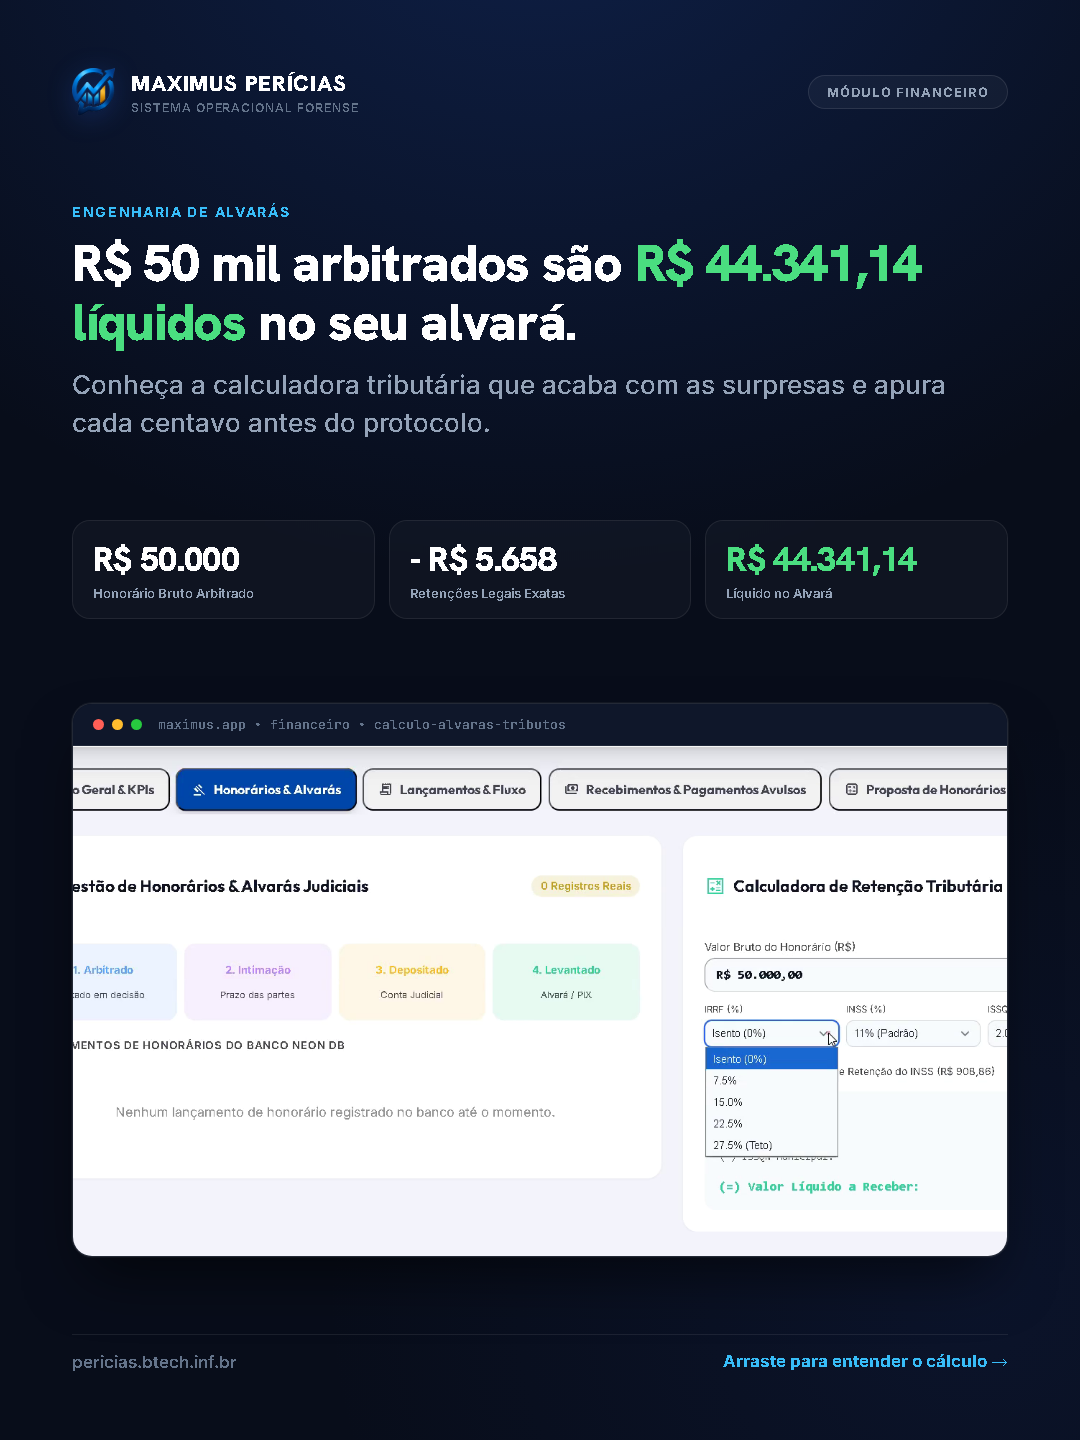 MAXIMUS PERÍCIAS
SISTEMA OPERACIONAL FORENSE
MÓDULO FINANCEIRO
ENGENHARIA DE ALVARÁS
R$ 50 mil arbitrados são R$ 44.341,14
líquidos no seu alvará.
Conheça a calculadora tributária que acaba com as surpresas e apura
cada centavo antes do protocolo.
R$ 50.000
Honorário Bruto Arbitrado
- R$ 5.658
Retenções Legais Exatas
R$ 44.341,14
Líquido no Alvará
maximus.app • financeiro • calculo-alvaras-tributos
o Geral & KPIs
Honorários & Alvarás
Lançamentos & Fluxo
Recebimentos & Pagamentos Avulsos
Proposta de Honorários
estão de Honorários & Alvarás Judiciais
0 Registros Reais
1. Arbitrado
tado em decisão
2. Intimação
Prazo das partes
3. Depositado
Conta Judicial
4. Levantado
Alvará / PIX
MENTOS DE HONORÁRIOS DO BANCO NEON DB
Nenhum lançamento de honorário registrado no banco até o momento.
Calculadora de Retenção Tributária
Valor Bruto do Honorário (R$)
R$ 50.000,00
IRRF (%)
INSS (%)
ISSQ
Isento (0%)
11% (Padrão)
2.0
Isento (0%)
7.5%
15.0%
22.5%
27.5% (Teto)
e Retenção do INSS (R$ 908,86)
(=) Valor Líquido a Receber:
pericias.btech.inf.br
Arraste para entender o cálculo →